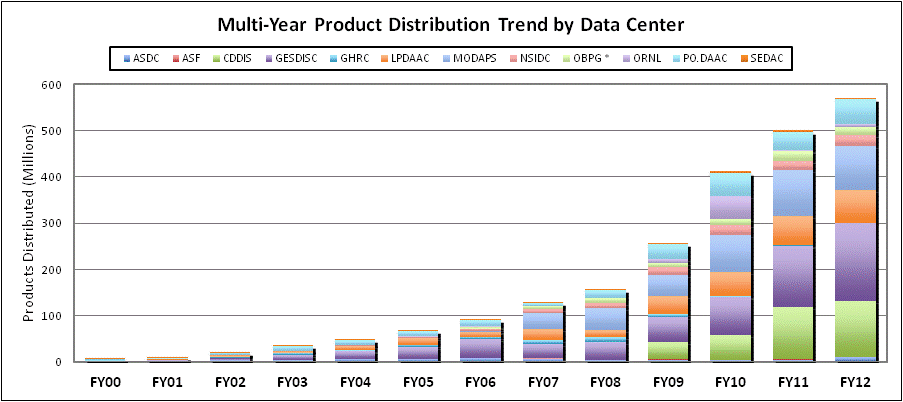 Multi-Year Product Distribution Trend by Data Center
ASDC ASF CDDIS GESDISC GHRC LPDAAC MODAPS NSIDC OBPG * ORNL PO.DAAC SEDAC
Products Distributed (Millions)
600
500
400
300
200
100
0
FY00 FY01 FY02 FY03 FY04 FY05 FY06 FY07 FY08 FY09 FY10 FY11 FY12